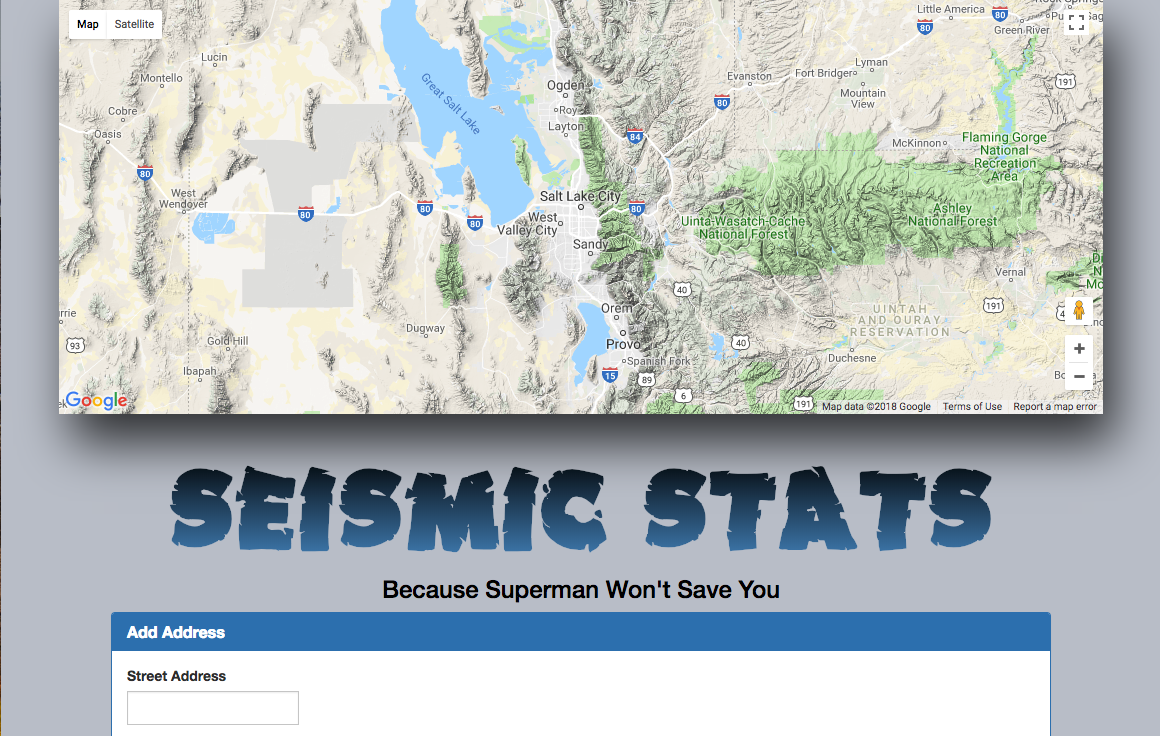 Map Satellite
Little America
Rock Springs
80
80
Green River
Lucin
Montello
Evanston
Fort Bridger
Lyman
191
Great Salt Lake
Ogden
Roy
Mountain View
Cobre
Layton
80
Oasis
84
McKinnon
Flaming Gorge
National
Recreation
Area
80
West
Wendover
Salt Lake City
80
80
80
80
West
Valley City
Uinta-Wasatch-Cache
National Forest
Ashley
National Forest
Sandy
Vernal
40
191
Orem
UINTAH
AND OURAY
RESERVATION
Dugway
93
Gold Hill
Provo
40
Duchesne
Spanish Fork
Ibapah
15
89
6
191
Google
Map data ©2018 Google Terms of Use Report a map error
SEISMIC STATS
Because Superman Won't Save You
Add Address
Street Address